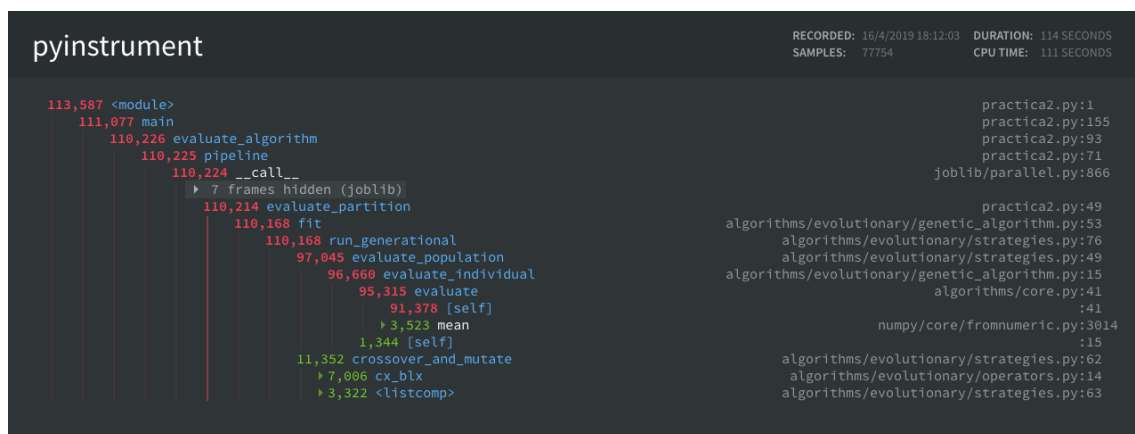 pyinstrument
RECORDED: 16/4/2019 18:12:03 DURATION: 114 SECONDS
SAMPLES: 77754 CPU TIME: 111 SECONDS
113,587 <module> practica2.py:1
111,077 main practica2.py:155
110,226 evaluate_algorithm practica2.py:93
110,225 pipeline practica2.py:71
110,224 __call__ joblib/parallel.py:866
7 frames hidden (joblib)
110,214 evaluate_partition practica2.py:49
110,168 fit algorithms/evolutionary/genetic_algorithm.py:53
110,168 run_generational algorithms/evolutionary/strategies.py:76
97,045 evaluate_population algorithms/evolutionary/strategies.py:49
96,660 evaluate_individual algorithms/evolutionary/genetic_algorithm.py:15
95,315 evaluate algorithms/core.py:41
91,378 [self] :41
3,523 mean numpy/core/fromnumeric.py:3014
1,344 [self] :15
11,352 crossover_and_mutate algorithms/evolutionary/strategies.py:62
7,006 cx_blx algorithms/evolutionary/operators.py:14
3,322 <listcomp> algorithms/evolutionary/strategies.py:63